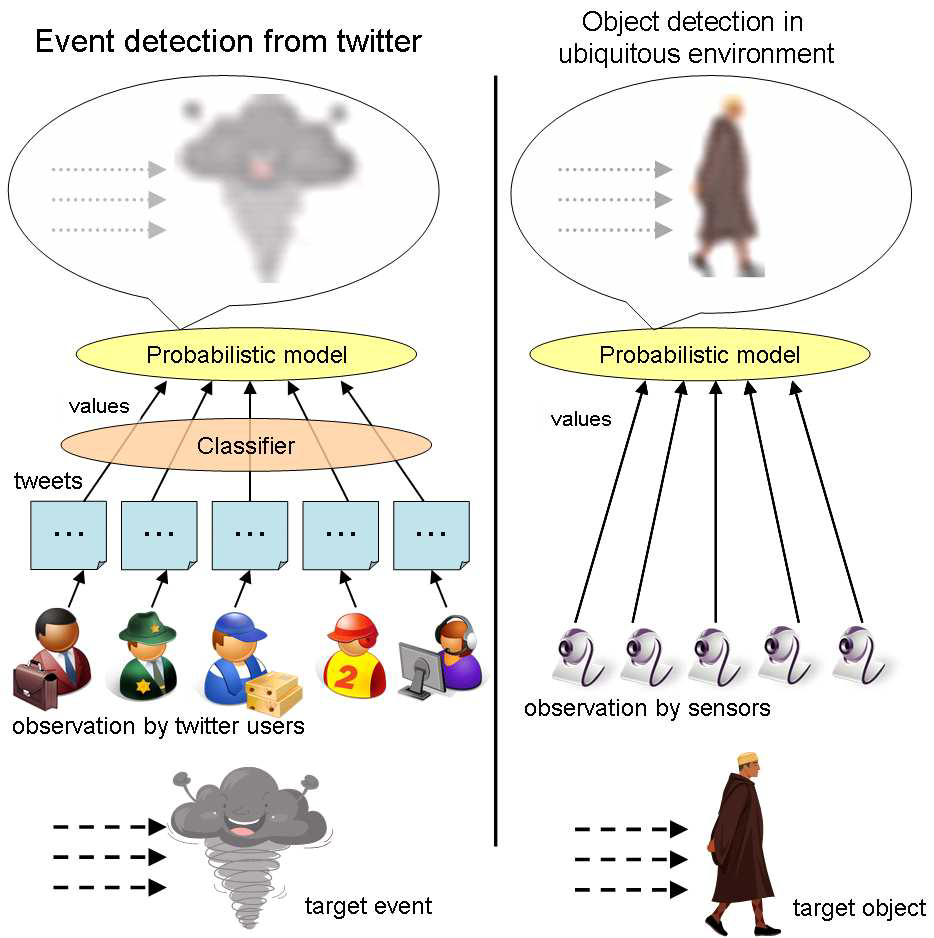 Event detection from twitter
Probabilistic model
values
Classifier
tweets
...
...
...
...
...
2
observation by twitter users
target event
Object detection in
ubiquitous environment
Probabilistic model
values
observation by sensors
target object